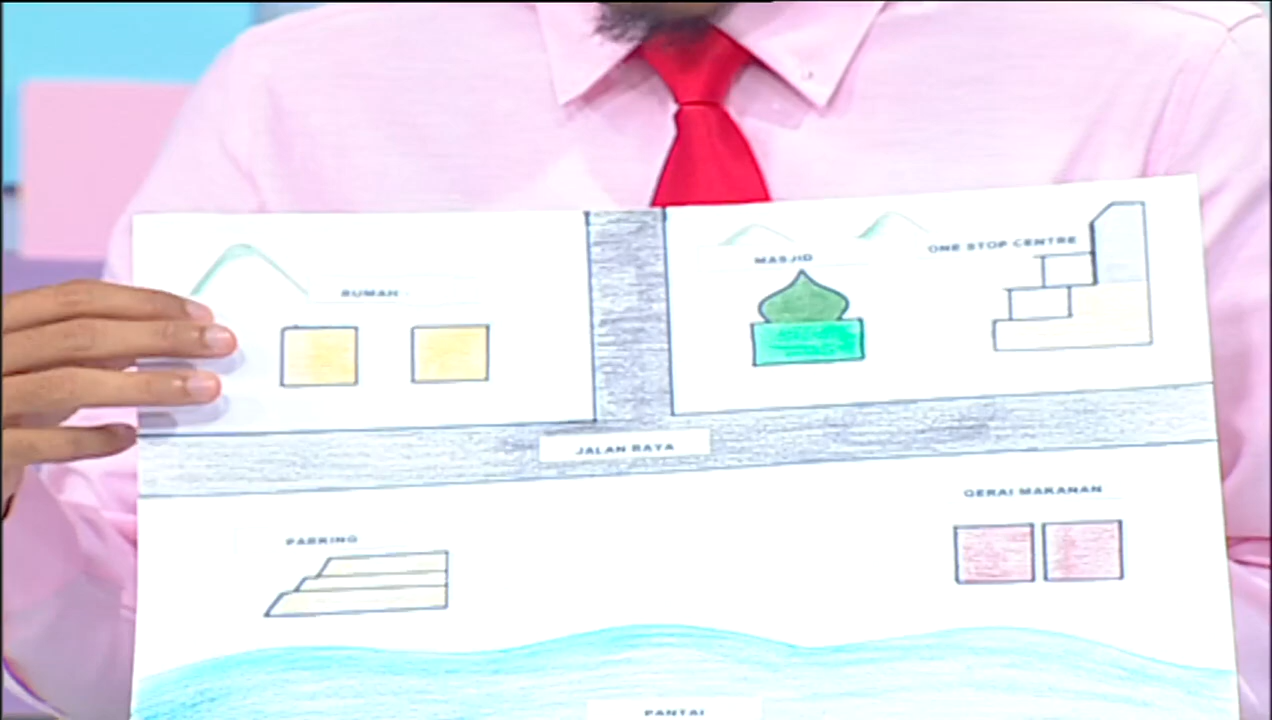 MASJID
ONE STOP CENTRE
RUMAH
JALAN RAYA
GERAI MAKANAN
PARKING
PANTAI